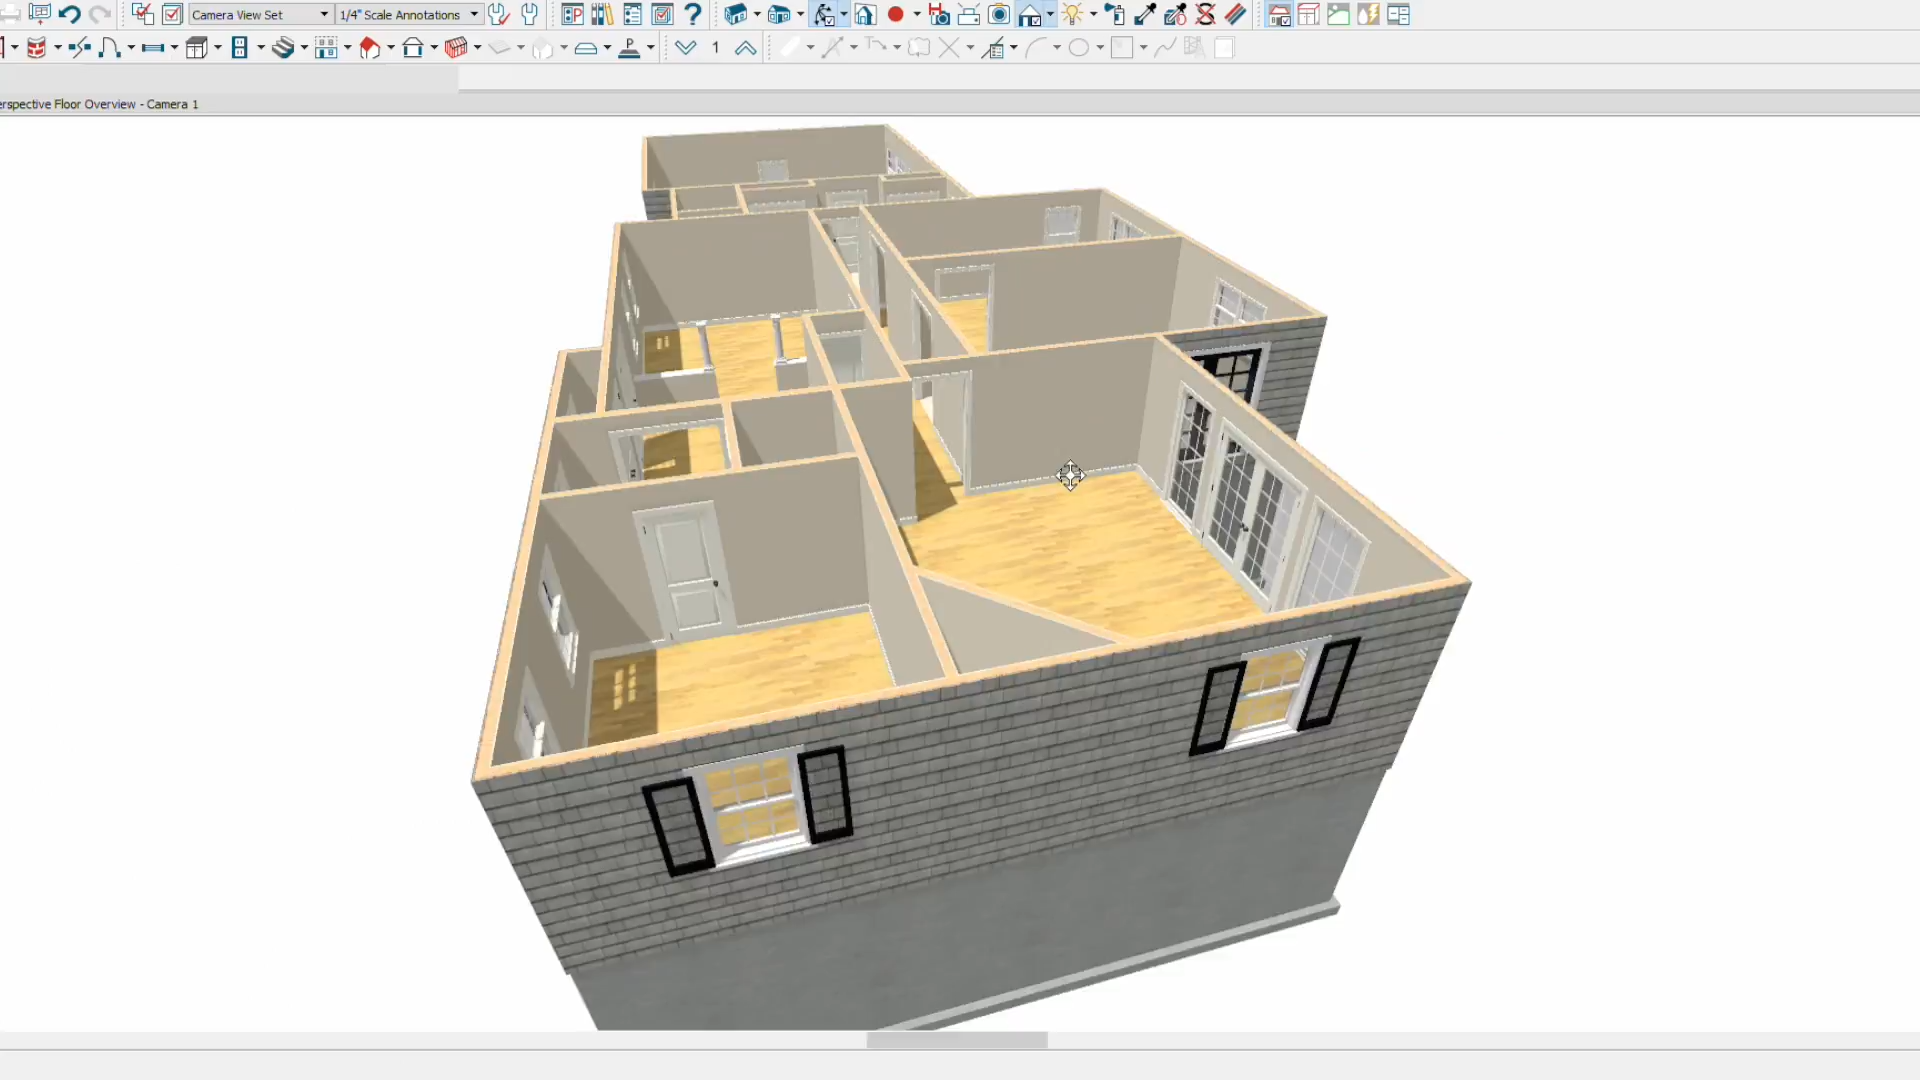 Camera View Set
1/4" Scale Annotations
P
P
1
erspective Floor Overview - Camera 1